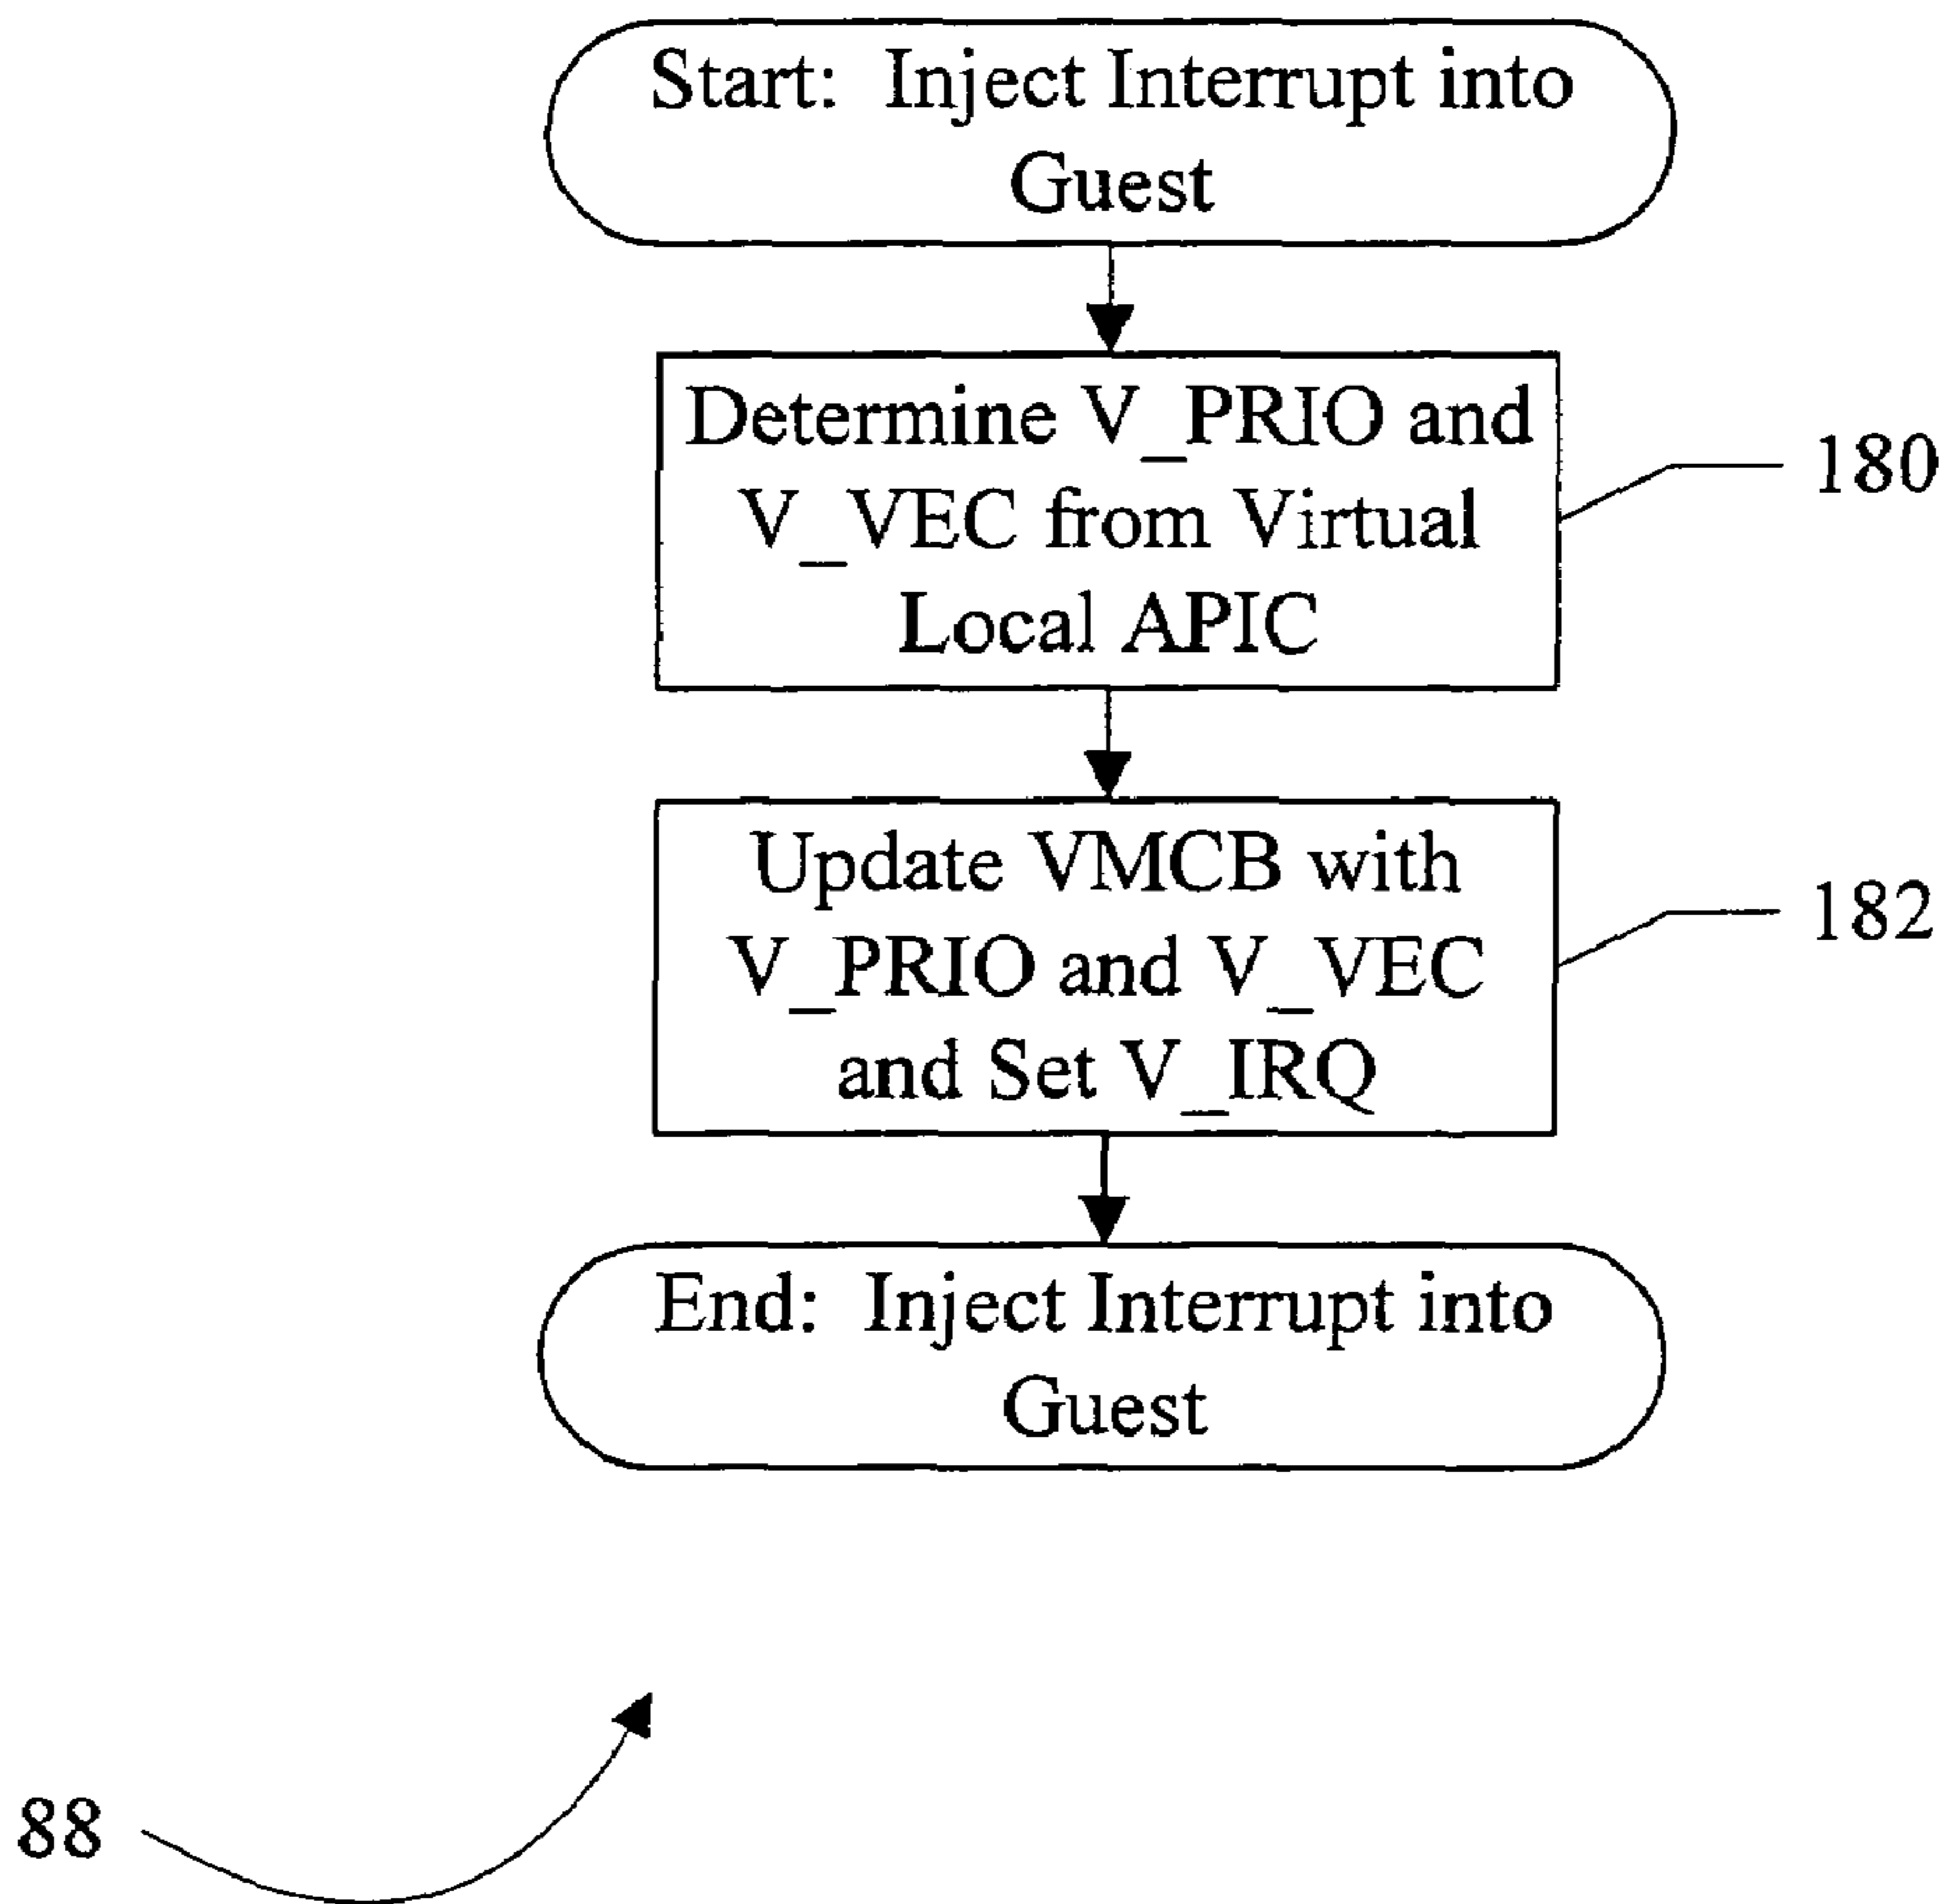 Start: Inject Interrupt into
Guest
Determine V_PRIO and
V_VEC from Virtual
Local APIC
180
Update VMCB with
V_PRIO and V_VEC
and Set V_IRQ
182
End: Inject Interrupt into
Guest
88